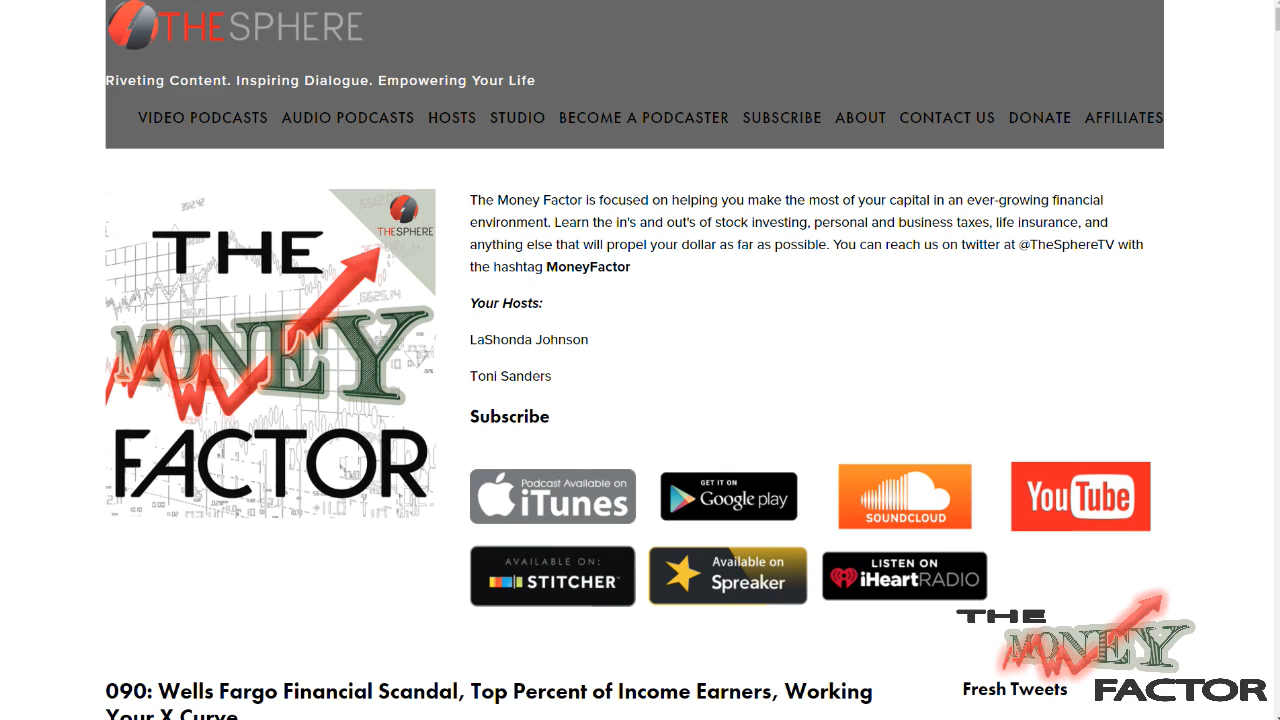 THESPHERE
Riveting Content. Inspiring Dialogue. Empowering Your Life
VIDEO PODCASTS AUDIO PODCASTS HOSTS STUDIO BECOME A PODCASTER SUBSCRIBE ABOUT CONTACT US DONATE AFFILIATES
THESPHERE
THE
MONEY
FACTOR
The Money Factor is focused on helping you make the most of your capital in an ever-growing financial
environment. Learn the in's and out's of stock investing, personal and business taxes, life insurance, and
anything else that will propel your dollar as far as possible. You can reach us on twitter at @TheSphereTV with
the hashtag MoneyFactor
Your Hosts:
LaShonda Johnson
Toni Sanders
Subscribe
Podcast Available on
iTunes
GET IT ON
Google play
SOUNDCLOUD
YouTube
AVAILABLE ON:
STITCHER
Available on
Spreaker
LISTEN ON
iHeartRADIO
THE
MONEY
FACTOR
090: Wells Fargo Financial Scandal, Top Percent of Income Earners, Working
Your X Curve
Fresh Tweets